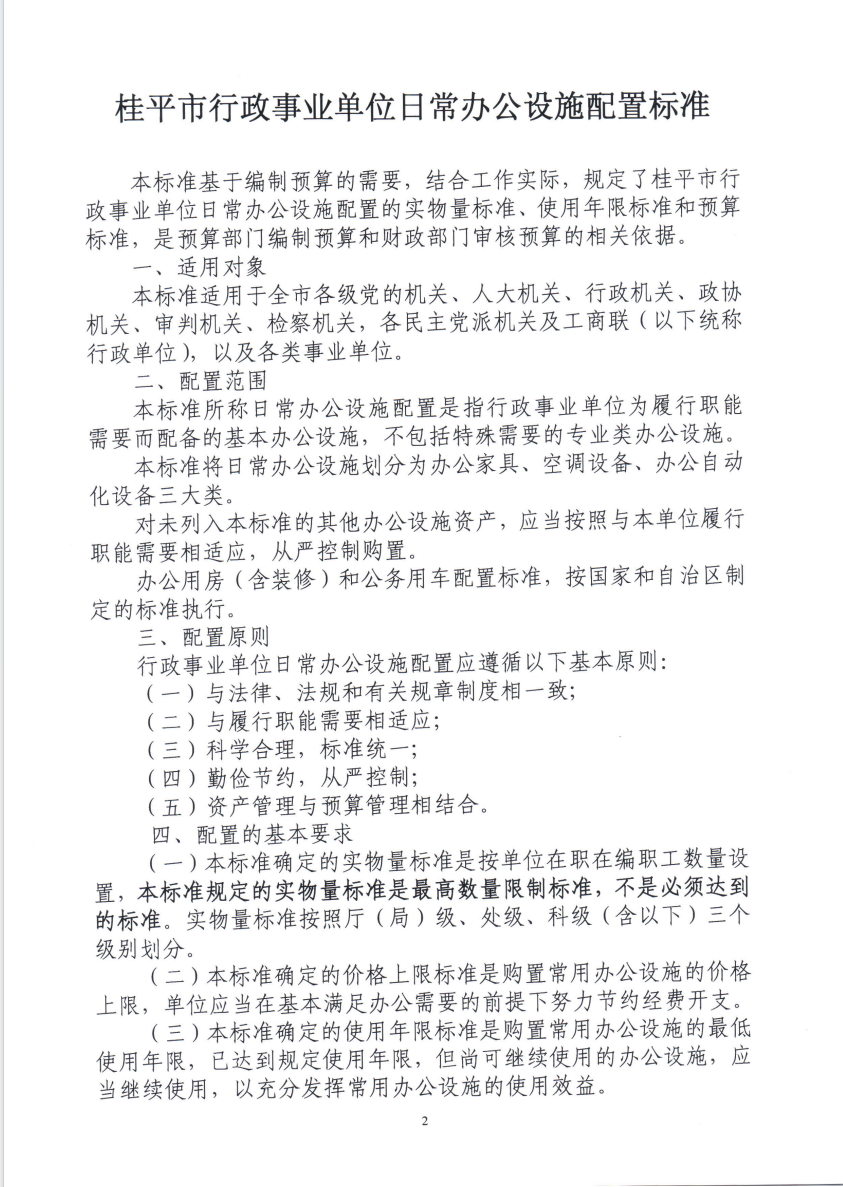 桂平市行政事业单位日常办公设施配置标准
本标准基于编制预算的需要，结合工作实际，规定了桂平市行
政事业单位日常办公设施配置的实物量标准、使用年限标准和预算
标准，是预算部门编制预算和财政部门审核预算的相关依据。
一、适用对象
本标准适用于全市各级党的机关、人大机关、行政机关、政协
机关、审判机关、检察机关，各民主党派机关及工商联（以下统称
行政单位），以及各类事业单位。
二、配置范围
本标准所称日常办公设施配置是指行政事业单位为履行职能
需要而配备的基本办公设施，不包括特殊需要的专业类办公设施。
本标准将日常办公设施划分为办公家具、空调设备、办公自动
化设备三大类。
对未列入本标准的其他办公设施资产，应当按照与本单位履行
职能需要相适应，从严控制购置。
办公用房（含装修）和公务用车配置标准，按国家和自治区制
定的标准执行。
三、配置原则
行政事业单位日常办公设施配置应遵循以下基本原则：
（一）与法律、法规和有关规章制度相一致；
（二）与履行职能需要相适应；
（三）科学合理，标准统一；
（四）勤俭节约，从严控制；
（五）资产管理与预算管理相结合。
四、配置的基本要求
（一）本标准确定的实物量标准是按单位在职在编职工数量设
置，本标准规定的实物量标准是最高数量限制标准，不是必须达到
的标准。实物量标准按照厅（局）级、处级、科级（含以下）三个
级别划分。
（二）本标准确定的价格上限标准是购置常用办公设施的价格
上限，单位应当在基本满足办公需要的前提下努力节约经费开支。
（三）本标准确定的使用年限标准是购置常用办公设施的最低
使用年限，已达到规定使用年限，但尚可继续使用的办公设施，应
当继续使用，以充分发挥常用办公设施的使用效益。
2